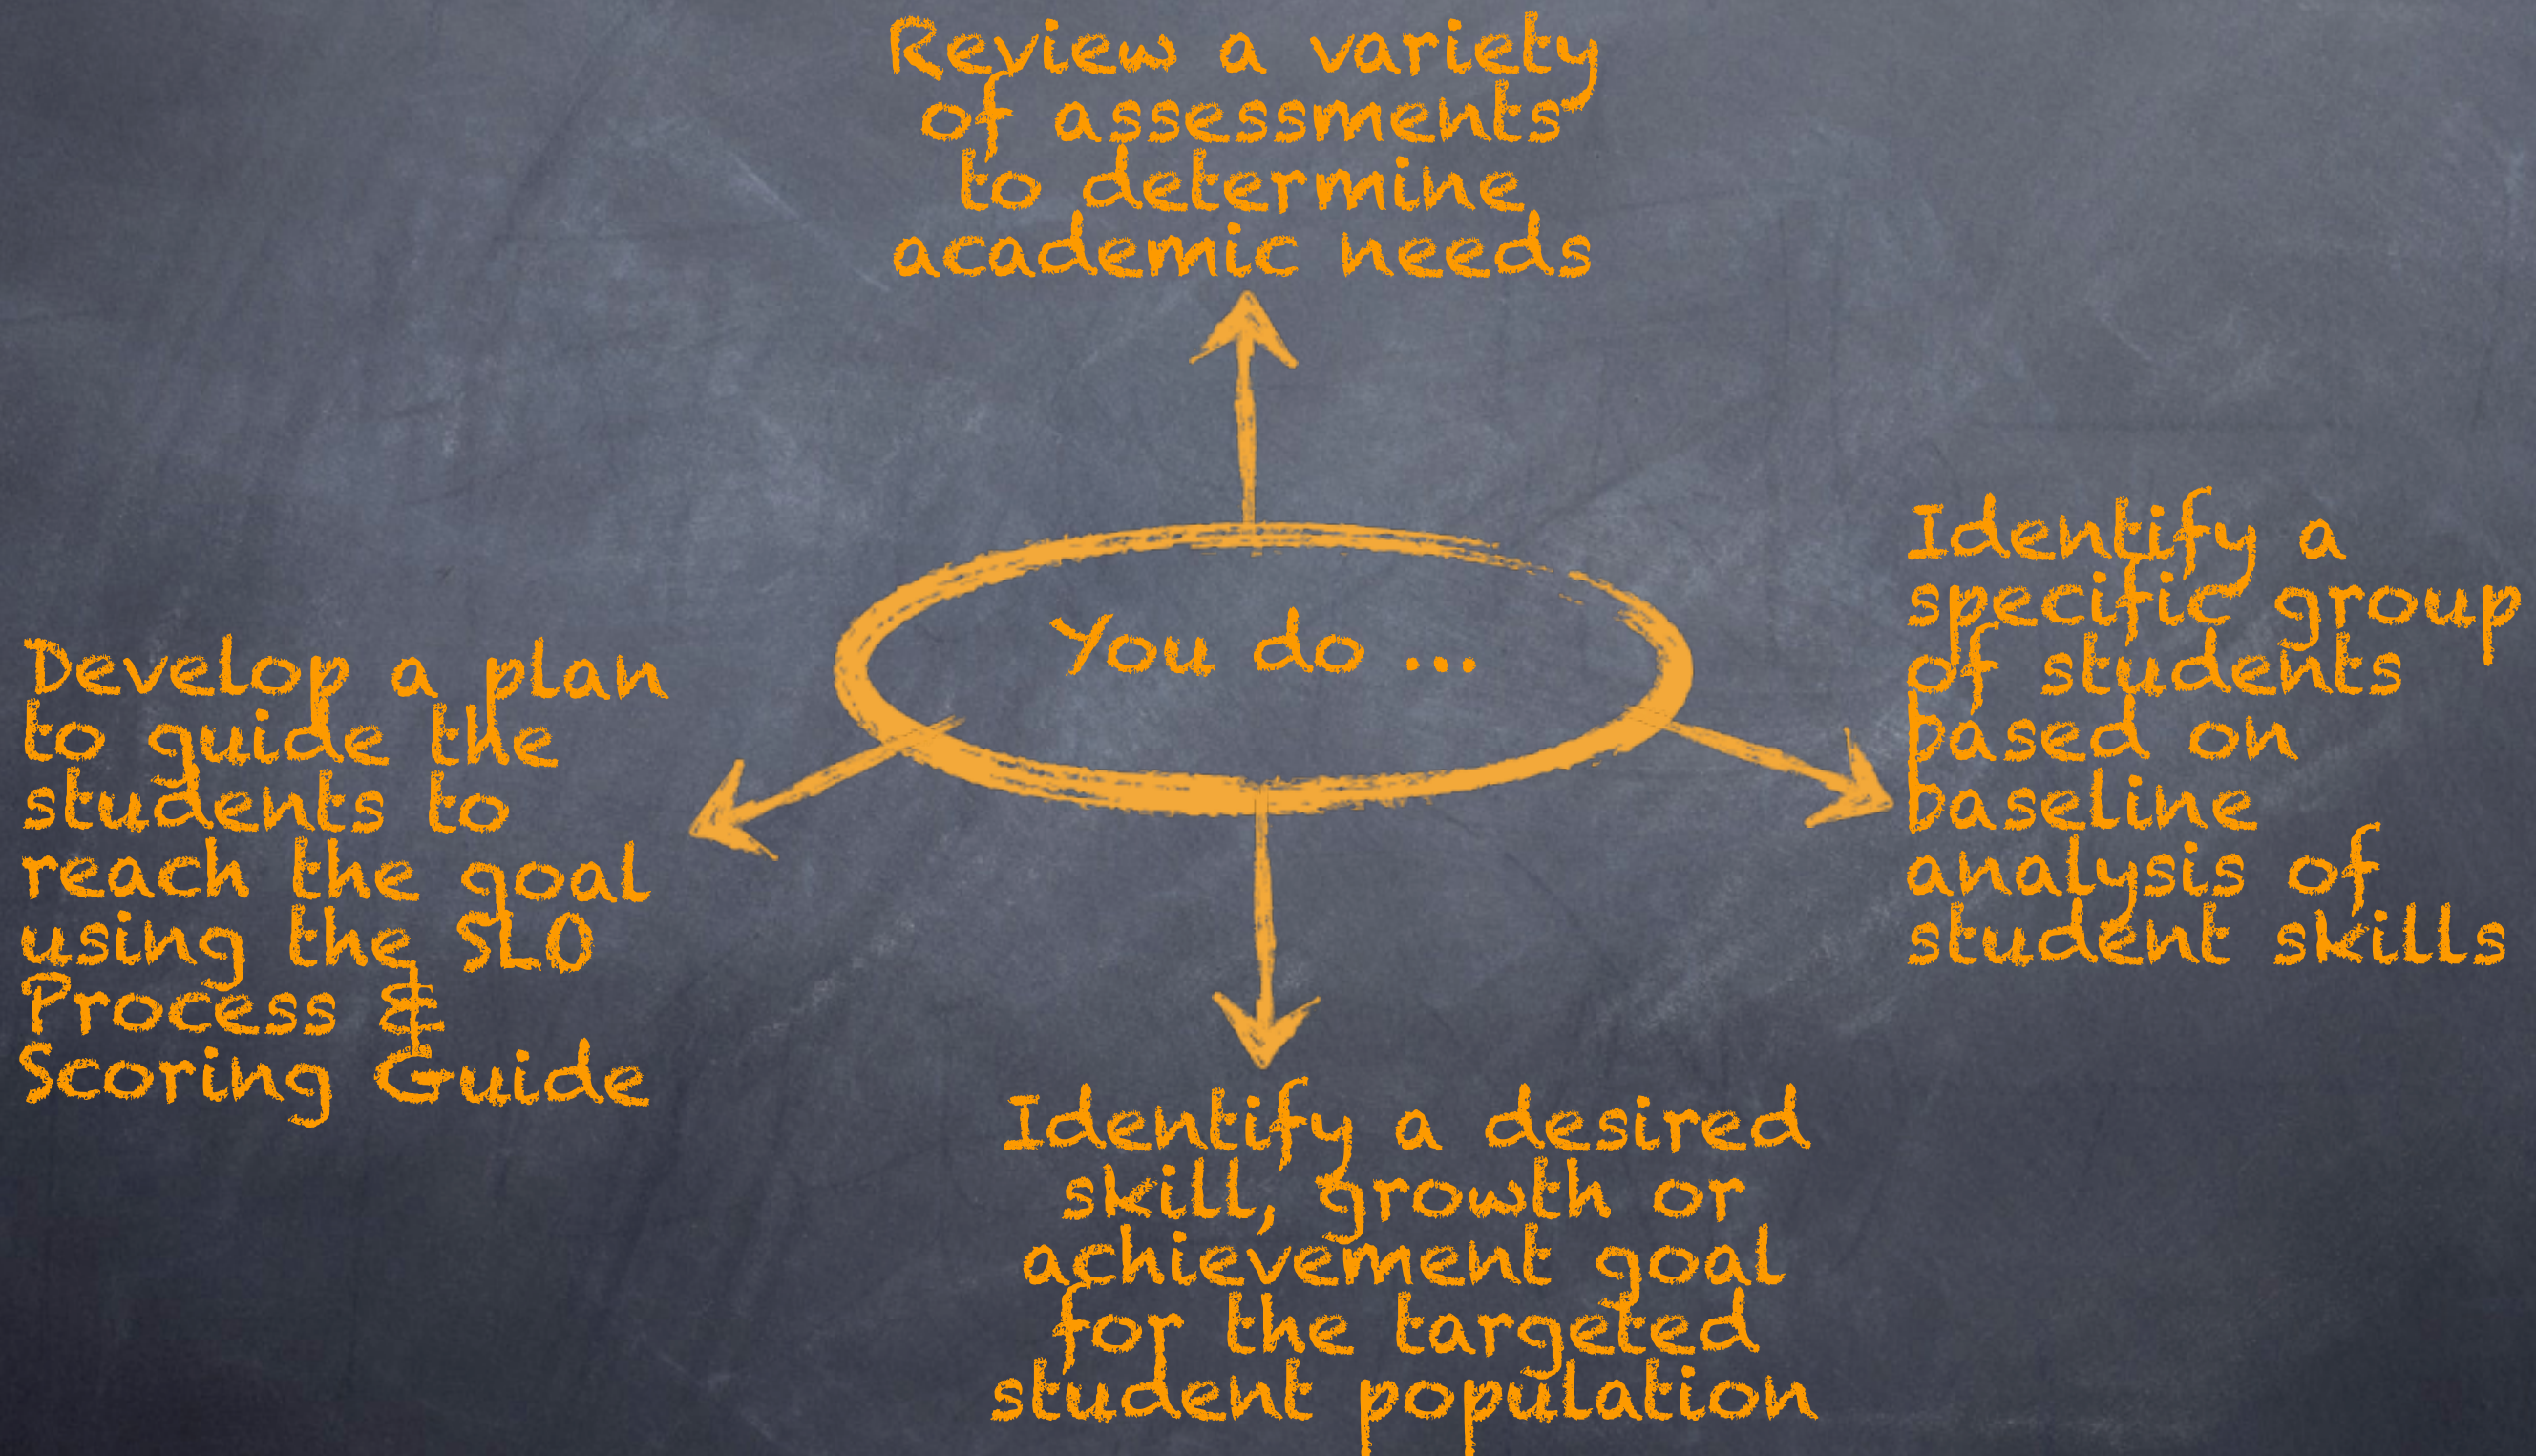 Review a variety
of assessments
to determine
academic needs
You do ...
Identify a
specific group
of students
based on
baseline
analysis of
student skills
Identify a desired
skill, growth or
achievement goal
for the targeted
student population
Develop a plan
to guide the
students to
reach the goal
using the SLO
Process &
Scoring Guide